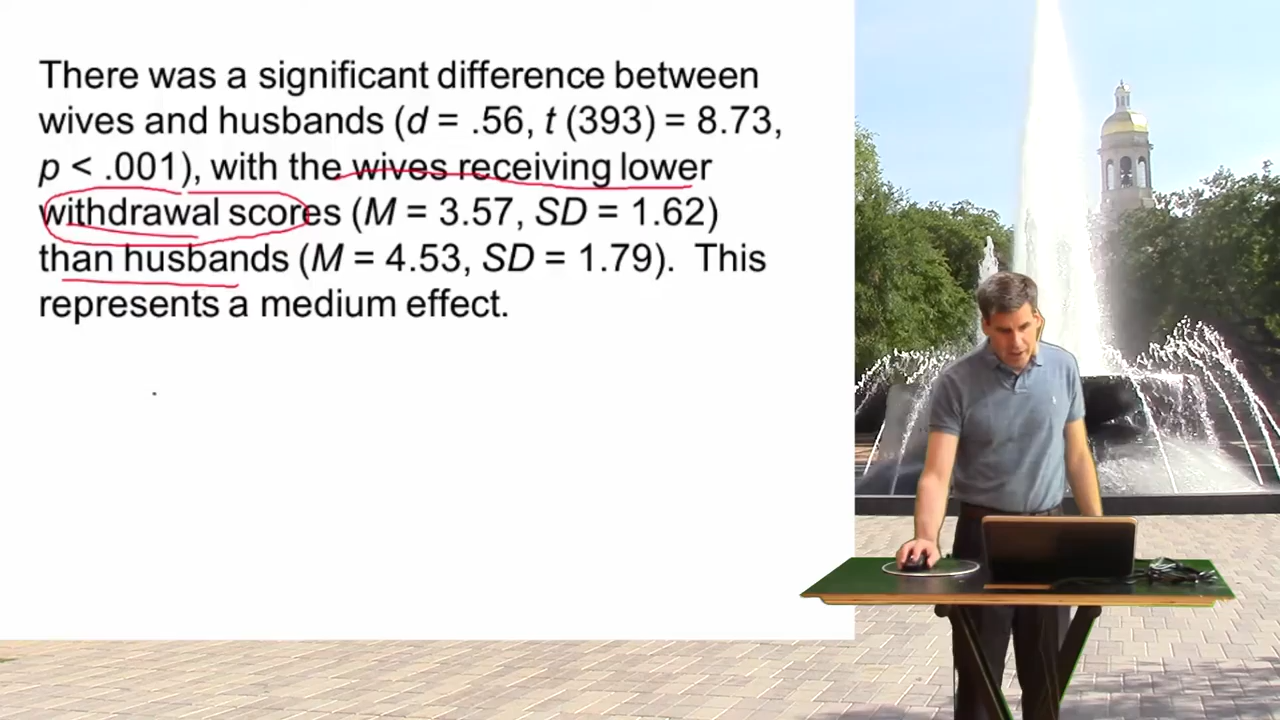 There was a significant difference between
wives and husbands (d = .56, t (393) = 8.73,
p < .001), with the wives receiving lower
withdrawal scores (M = 3.57, SD = 1.62)
than husbands (M = 4.53, SD = 1.79).  This
represents a medium effect.